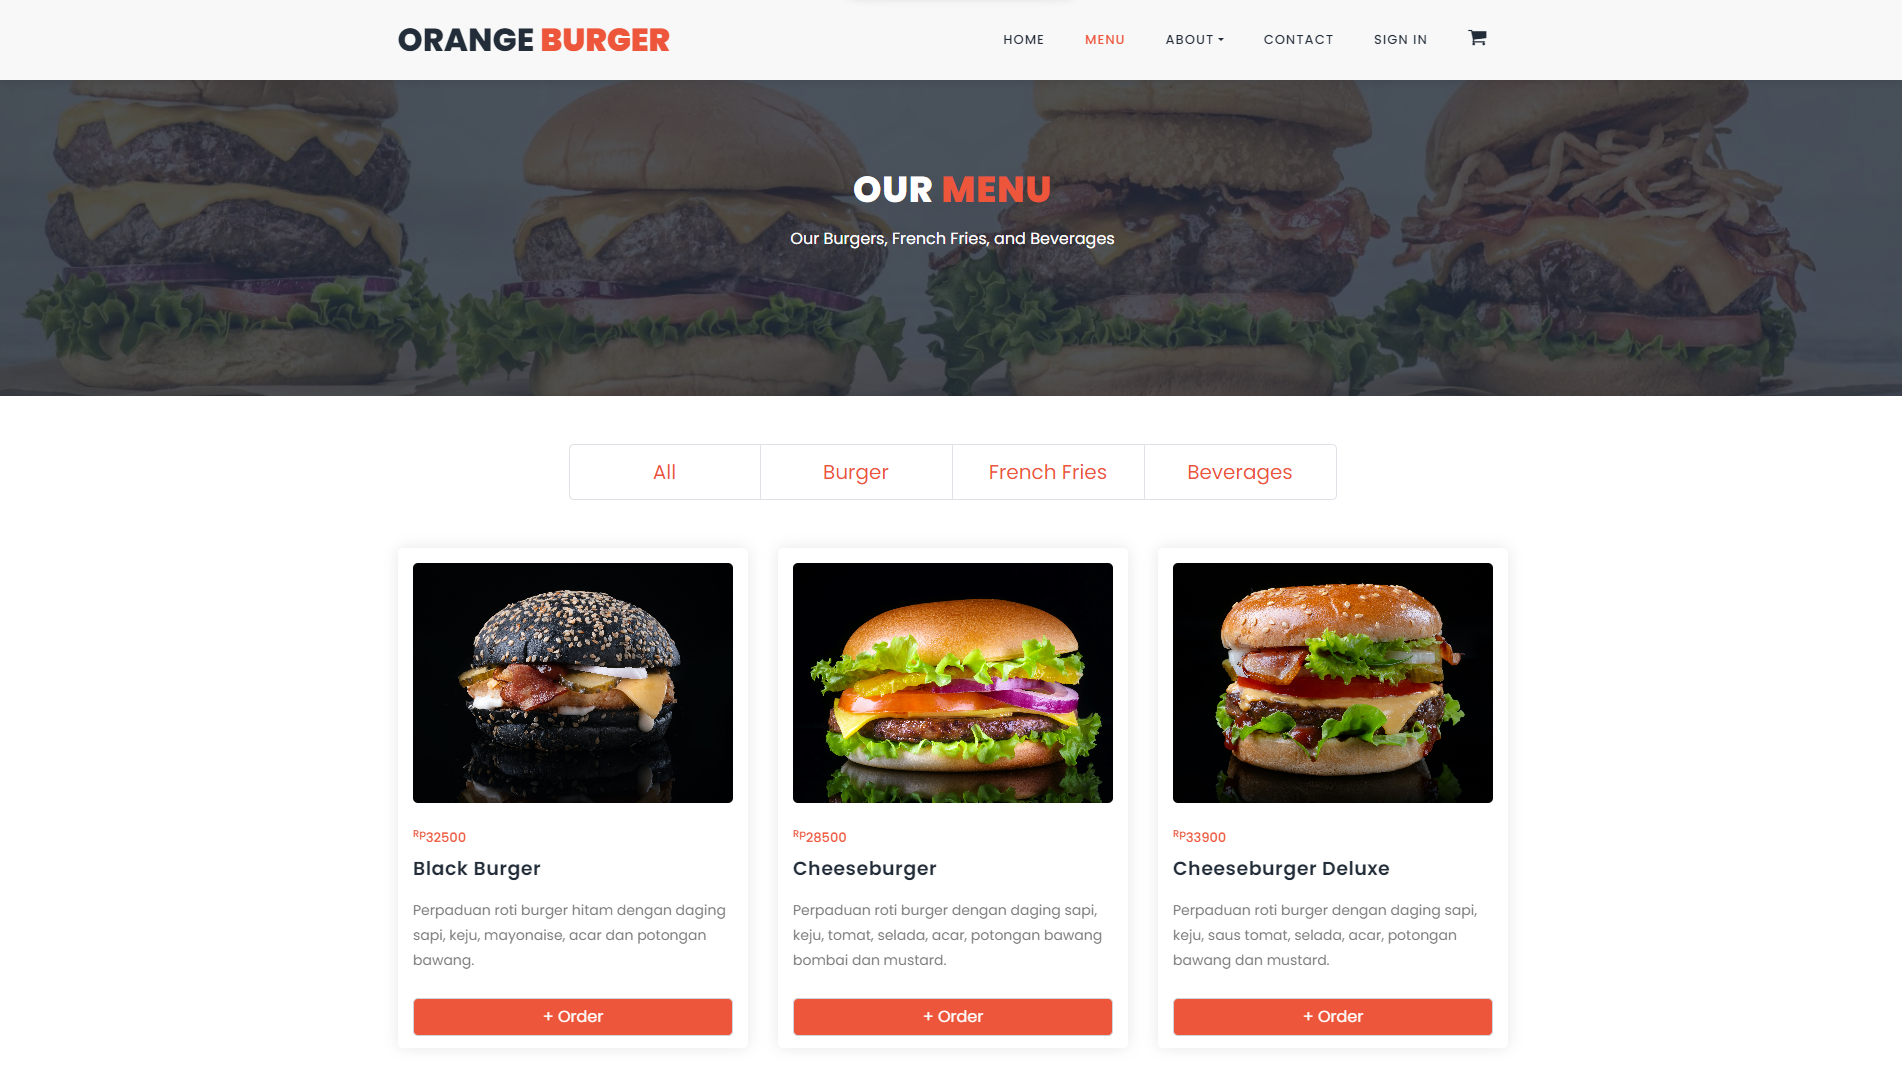 ORANGE BURGER
HOME
MENU
ABOUT
CONTACT
SIGN IN
OUR MENU
Our Burgers, French Fries, and Beverages
All
Burger
French Fries
Beverages
Rp32500
Black Burger
Perpaduan roti burger hitam dengan daging
sapi, keju, mayonaise, acar dan potongan
bawang.
+ Order
Rp28500
Cheeseburger
Perpaduan roti burger dengan daging sapi,
keju, tomat, selada, acar, potongan bawang
bombai dan mustard.
+ Order
Rp33900
Cheeseburger Deluxe
Perpaduan roti burger dengan daging sapi,
keju, saus tomat, selada, acar, potongan
bawang dan mustard.
+ Order